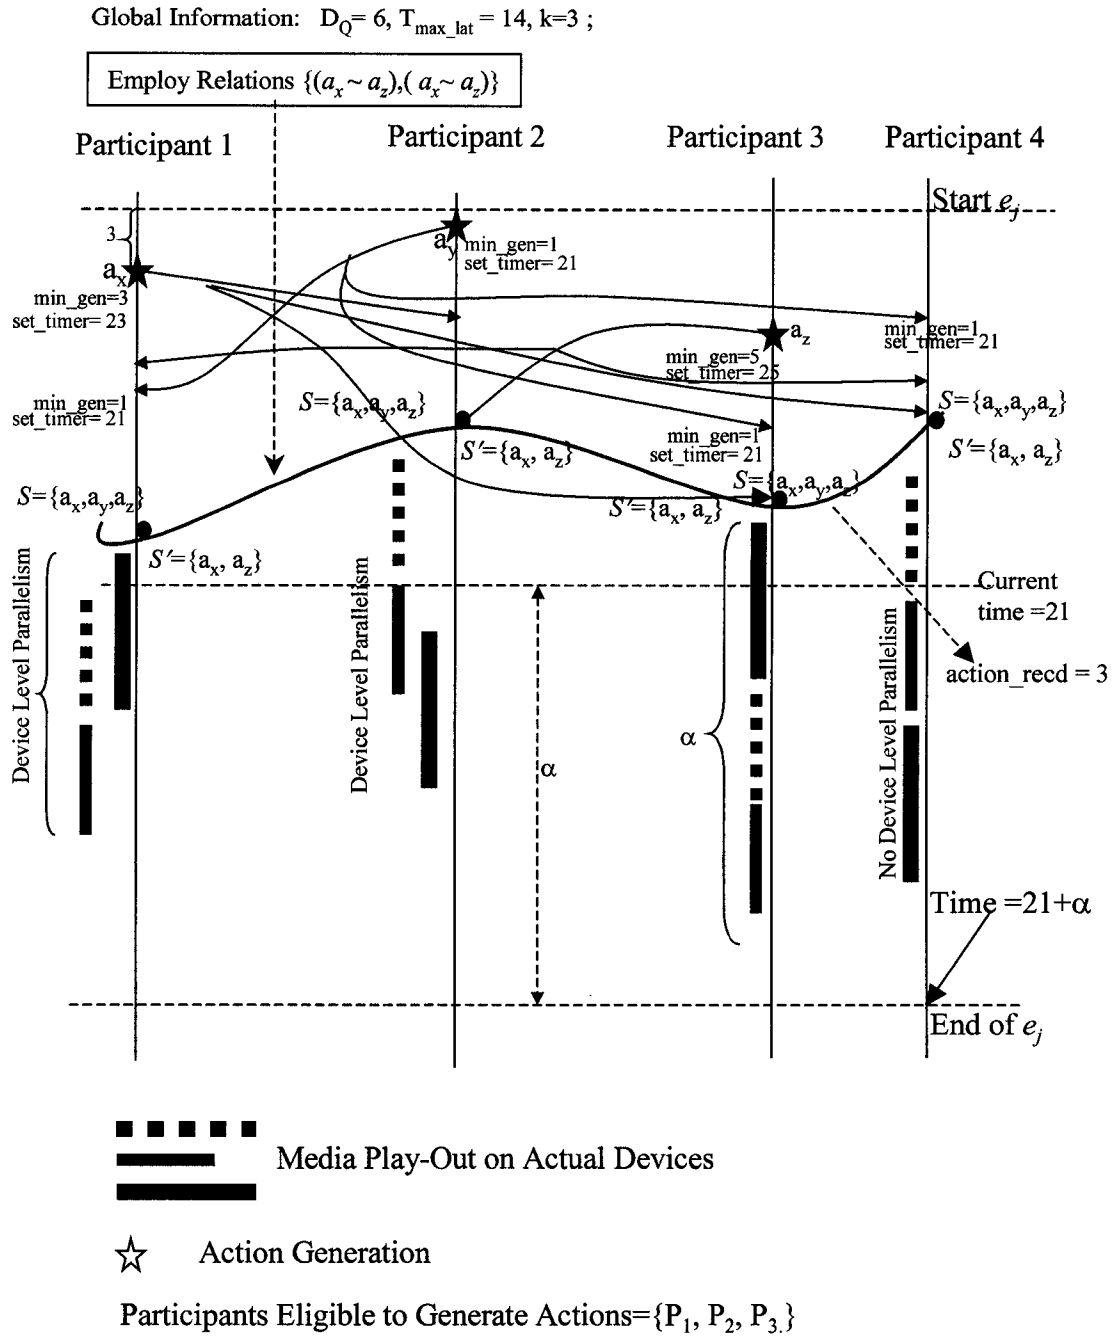 Global Information: D_Q= 6, T_max_lat = 14, k=3 ;
Employ Relations {(a_x ~ a_z),( a_x ~ a_z)}
Participant 1
Participant 2
Participant 3
Participant 4
Start e_j
3
a_y
min_gen=1
set_timer= 21
a_x
min_gen=3
set_timer= 23
a_z
min_gen=5
set_timer= 25
min_gen=1
21
min_gen=1
set_timer= 21
S={a_x,a_y,a_z}
S′={a_x, a_z}
min_gen=1
set_timer= 21
S={a_x,a_y,a_z}
S′={a_x, a_z}
S={a_x,a_y,a_z}
S′={a_x, a_z}
S={a_x,a_y,a_z}
S′={a_x, a_z}
Current
time =21
action_recd = 3
Device Level Parallelism
Device Level Parallelism
α
α
No Device Level Parallelism
Time =21+α
End of e_j
Media Play-Out on Actual Devices
Action Generation
Participants Eligible to Generate Actions={P_1, P_2, P_3.}